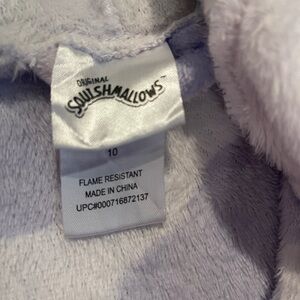 ORIGINAL
SQUISHMALLOWS™
10
FLAME RESISTANT
MADE IN CHINA
UPC#000716872137